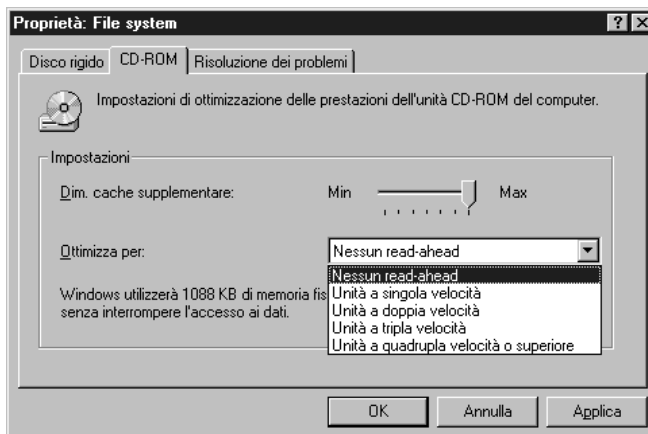 Proprietà: File system
Disco rigido CD-ROM Risoluzione dei problemi
Impostazioni di ottimizzazione delle prestazioni dell'unità CD-ROM del computer.
Impostazioni
Dim. cache supplementare: Min Max
Ottimizza per: Nessun read-ahead
Nessun read-ahead
Windows utilizzerà 1088 KB di memoria fis
Unità a singola velocità
senza interrompere l'accesso ai dati.
Unità a doppia velocità
Unità a tripla velocità
Unità a quadrupla velocità o superiore
OK Annulla Applica